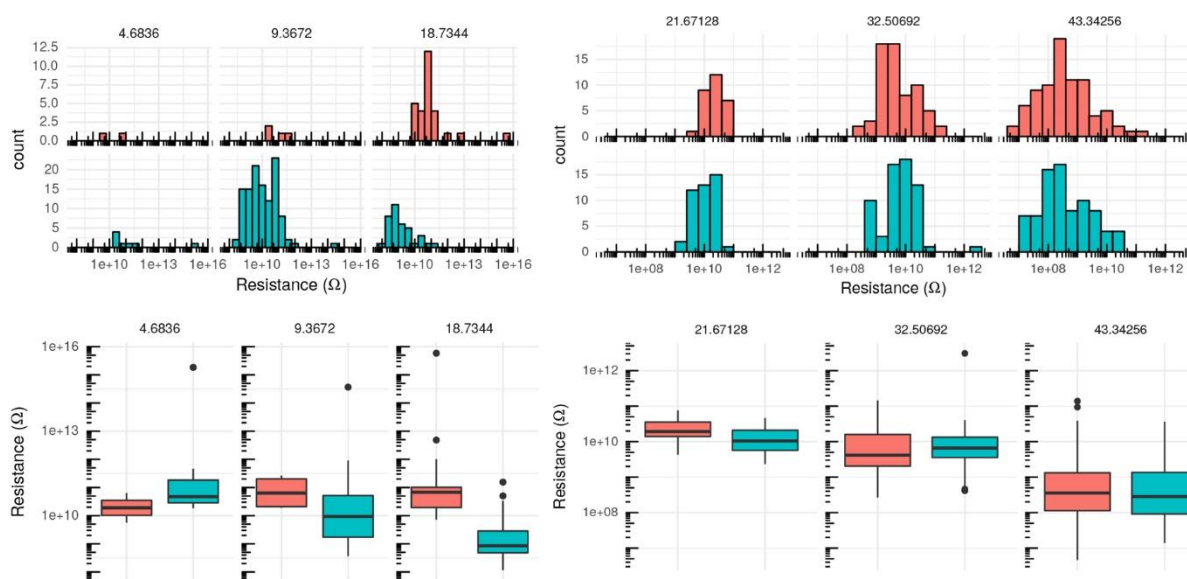 4.6836 9.3672 18.7344
12.5
10.0
7.5
5.0
2.5
0.0
count
20
15
10
5
0
1e+10 1e+13 1e+16 1e+10 1e+13 1e+16 1e+10 1e+13 1e+16
Resistance (Ω)
21.67128 32.50692 43.34256
15
10
5
0
count
15
10
5
0
1e+08 1e+10 1e+12 1e+08 1e+10 1e+12 1e+08 1e+10 1e+12
Resistance (Ω)
4.6836 9.3672 18.7344
1e+16
1e+13
1e+10
Resistance (Ω)
21.67128 32.50692 43.34256
1e+12
1e+10
1e+08
Resistance (Ω)